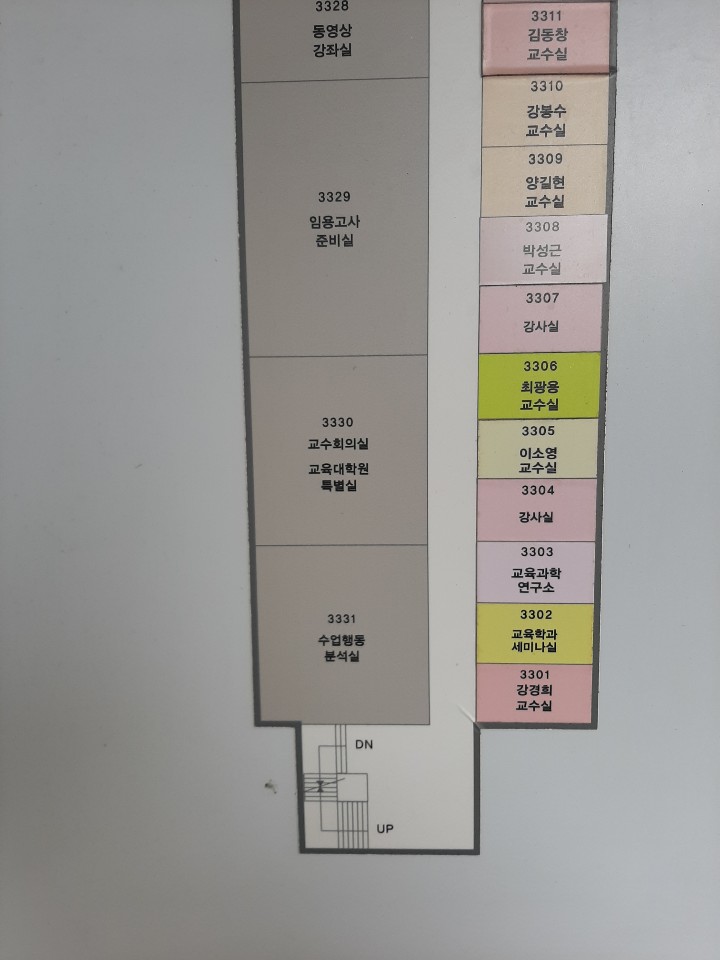 3328
동영상
강좌실
3329
임용고사
준비실
3330
교수회의실
교육대학원
특별실
3331
수업행동
분석실
3311
김동창
교수실
3310
강봉수
교수실
3309
양길현
교수실
3308
박성근
교수실
3307
강사실
3306
최광용
교수실
3305
이소영
교수실
3304
강사실
3303
교육과학
연구소
3302
교육학과
세미나실
3301
강경희
교수실
DN
UP